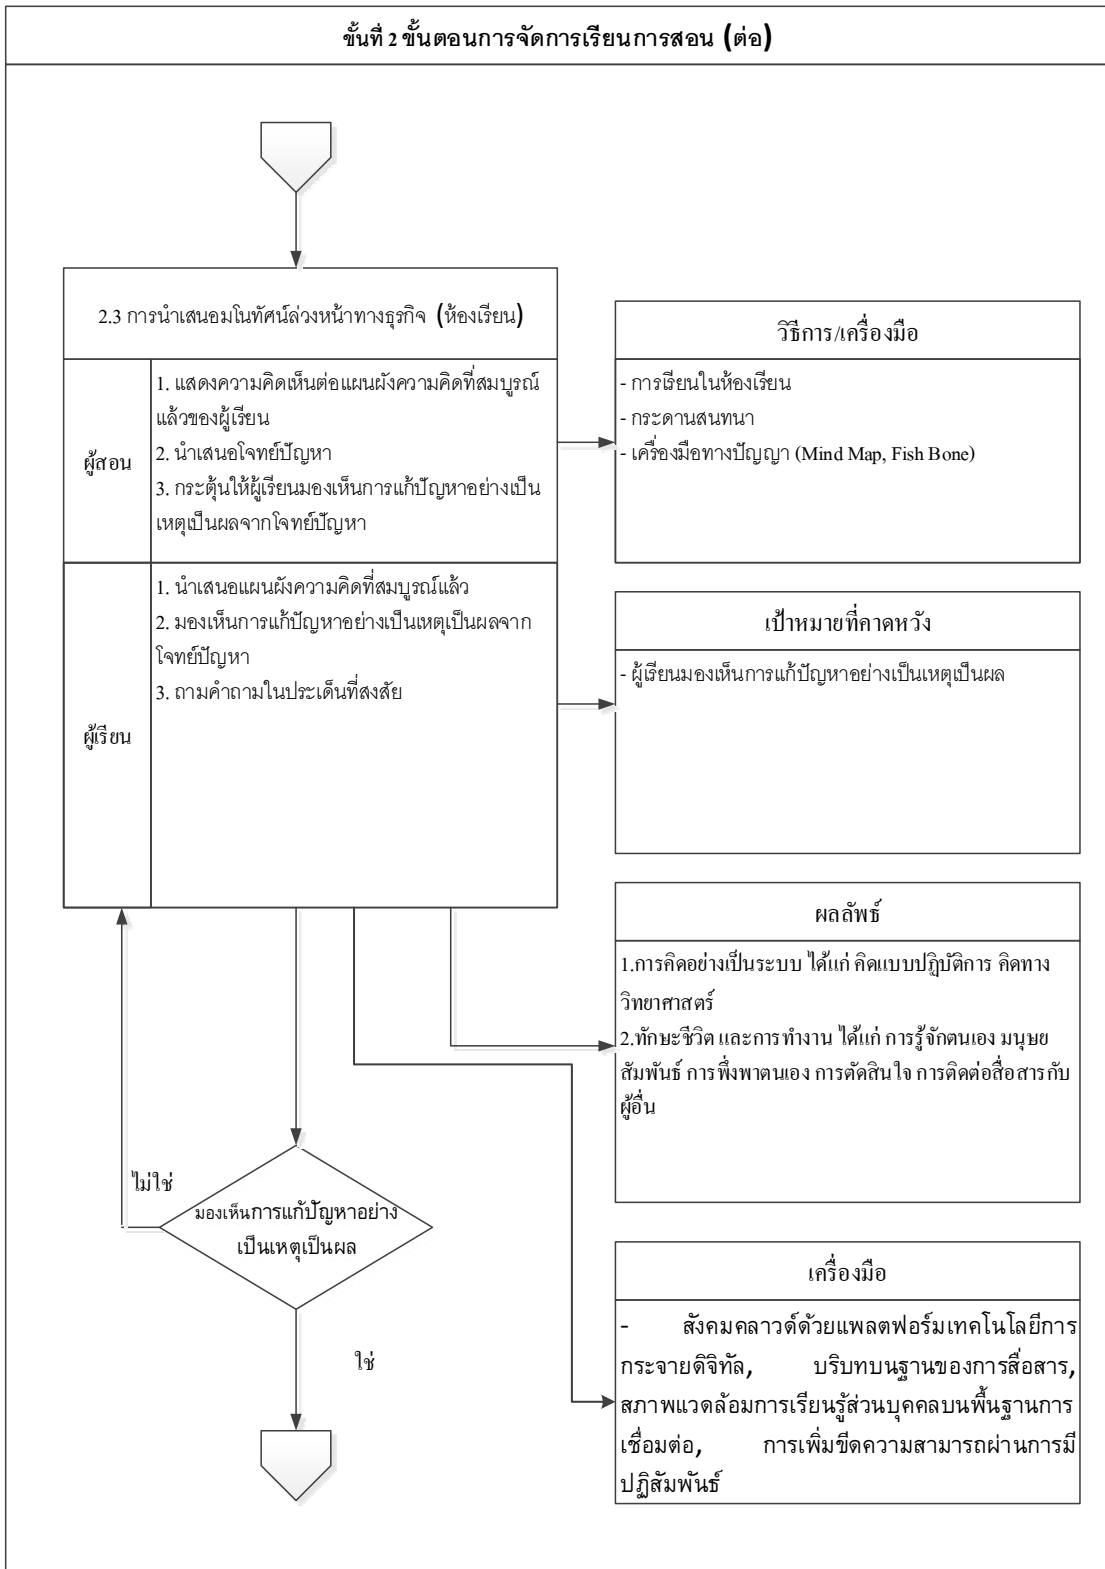 ขั้นที่ 2 ขั้นตอนการจัดการเรียนการสอน (ต่อ)
2.3 การนำเสนอมโนทัศน์ล่วงหน้าทางธุรกิจ (ห้องเรียน)
ผู้สอน
1. แสดงความคิดเห็นต่อแผนผังความคิดที่สมบูรณ์
แล้วของผู้เรียน
2. นำเสนอโจทย์ปัญหา
3. กระตุ้นให้ผู้เรียนมองเห็นการแก้ปัญหาอย่างเป็น
เหตุเป็นผลจากโจทย์ปัญหา
ผู้เรียน
1. นำเสนอแผนผังความคิดที่สมบูรณ์แล้ว
2. มองเห็นการแก้ปัญหาอย่างเป็นเหตุเป็นผลจาก
โจทย์ปัญหา
3. ถามคำถามในประเด็นที่สงสัย
วิธีการ/เครื่องมือ
- การเรียนในห้องเรียน
- กระดานสนทนา
- เครื่องมือทางปัญญา (Mind Map, Fish Bone)
เป้าหมายที่คาดหวัง
- ผู้เรียนมองเห็นการแก้ปัญหาอย่างเป็นเหตุเป็นผล
ผลลัพธ์
1.การคิดอย่างเป็นระบบ ได้แก่ คิดแบบปฏิบัติการ คิดทาง
วิทยาศาสตร์
2.ทักษะชีวิต และการทำงาน ได้แก่ การรู้จักตนเอง มนุษย
สัมพันธ์ การพึ่งพาตนเอง การตัดสินใจ การติดต่อสื่อสารกับ
ผู้อื่น
ไม่ใช่
มองเห็นการแก้ปัญหาอย่าง
เป็นเหตุเป็นผล
ใช่
เครื่องมือ
- สังคมคลาวด์ด้วยแพลตฟอร์มเทคโนโลยีการ
กระจายดิจิทัล, บริบทบนฐานของการสื่อสาร,
สภาพแวดล้อมการเรียนรู้ส่วนบุคคลบนพื้นฐานการ
เชื่อมต่อ, การเพิ่มขีดความสามารถผ่านการมี
ปฏิสัมพันธ์